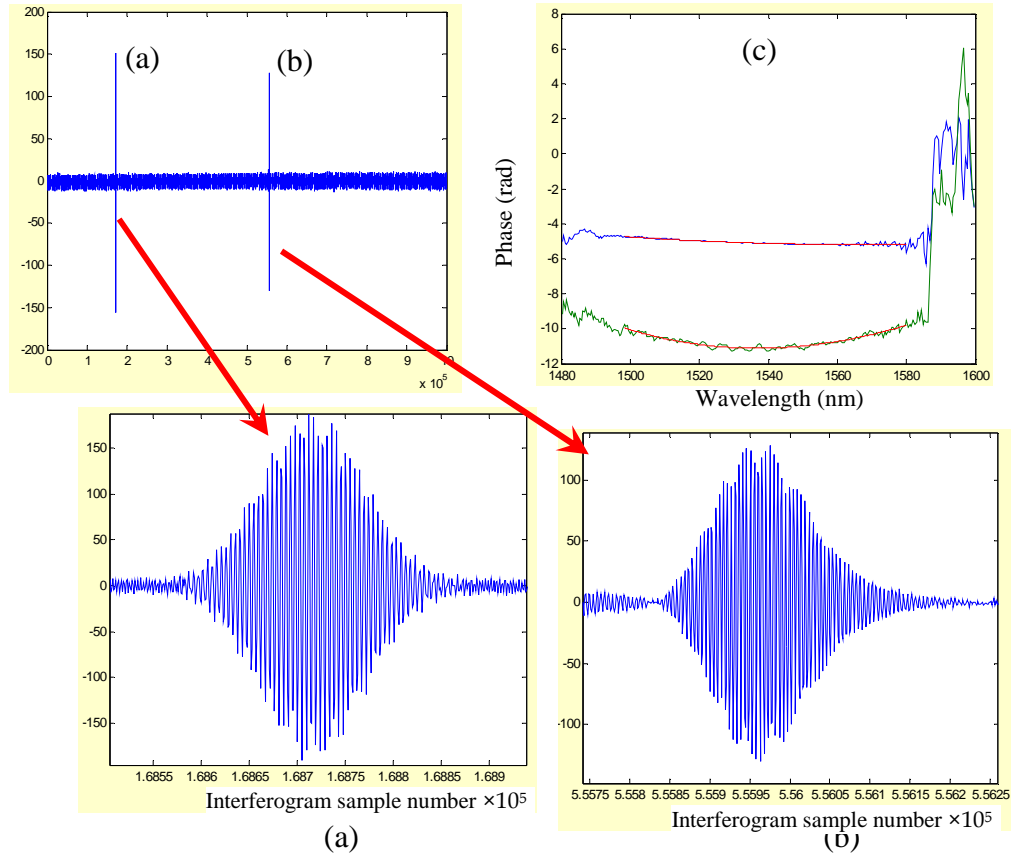 200
150
100
50
0
-50
-100
-150
-200
0 1 2 3 4 5 6 7 8 9 10
x 10^5
(a)
(b)
8
6
4
2
0
-2
-4
-6
-8
-10
-12
1480 1500 1520 1540 1560 1580 1600
(c)
Phase (rad)
Wavelength (nm)
150
100
50
0
-50
-100
-150
1.6855 1.686 1.6865 1.687 1.6875 1.688 1.6885 1.689
Interferogram sample number ×10⁵
(a)
100
50
0
-50
-100
5.5575 5.558 5.5585 5.559 5.5595 5.56 5.5605 5.561 5.5615 5.562 5.5625
Interferogram sample number ×10⁵
(b)